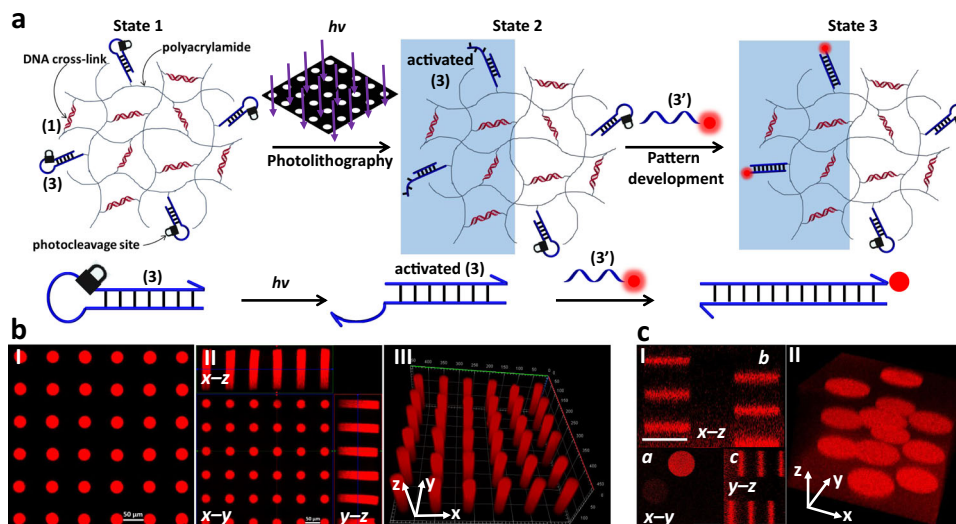 a
State 1
hv
State 2
State 3
DNA cross-link
polyacrylamide
activated
(3)
(1)
(3')
(3)
Photolithography
Pattern
development
photocleavage site
(3)
hv
activated (3)
(3')
b
I
II
III
x–z
x–y
y–z
50 µm
50 µm
z
y
x
c
I
b
II
x–z
a
c
y–z
x–y
z
y
x